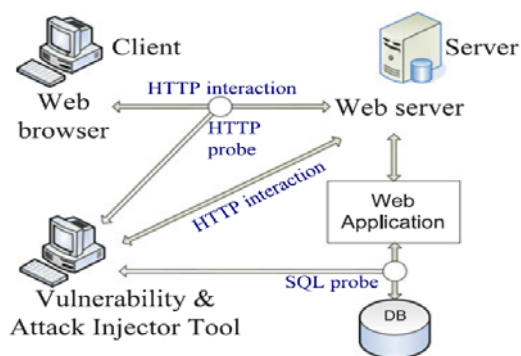 Client
Server
HTTP interaction
Web
browser
Web server
HTTP
probe
HTTP interaction
Web
Application
SQL probe
Vulnerability &
Attack Injector Tool
DB